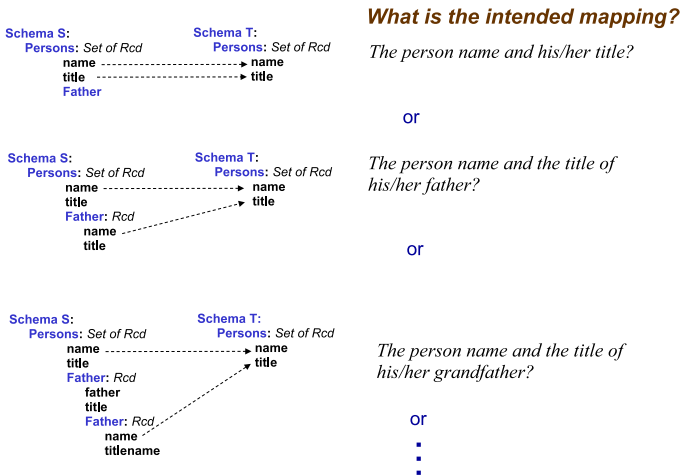 What is the intended mapping?
Schema S: Schema T:
Persons: Set of Rcd Persons: Set of Rcd
name name
title title
Father
The person name and his/her title?
or
Schema S: Schema T:
Persons: Set of Rcd Persons: Set of Rcd
name name
title title
Father: Rcd
name
title
The person name and the title of
his/her father?
or
Schema S: Schema T:
Persons: Set of Rcd Persons: Set of Rcd
name name
title title
Father: Rcd
father
title
Father: Rcd
name
titlename
The person name and the title of
his/her grandfather?
or